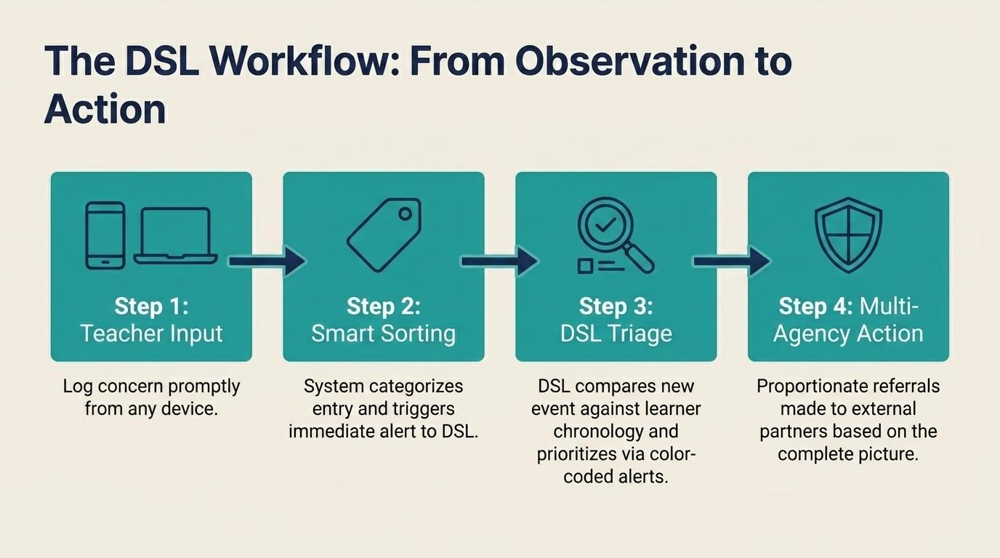 The DSL Workflow: From Observation to
Action
Step 1:
Teacher Input
Log concern promptly
from any device.
Step 2:
Smart Sorting
System categorizes
entry and triggers
immediate alert to DSL.
Step 3:
DSL Triage
DSL compares new
event against learner
chronology and
prioritizes via color-
coded alerts.
Step 4: Multi-
Agency Action
Proportionate referrals
made to external
partners based on the
complete picture.